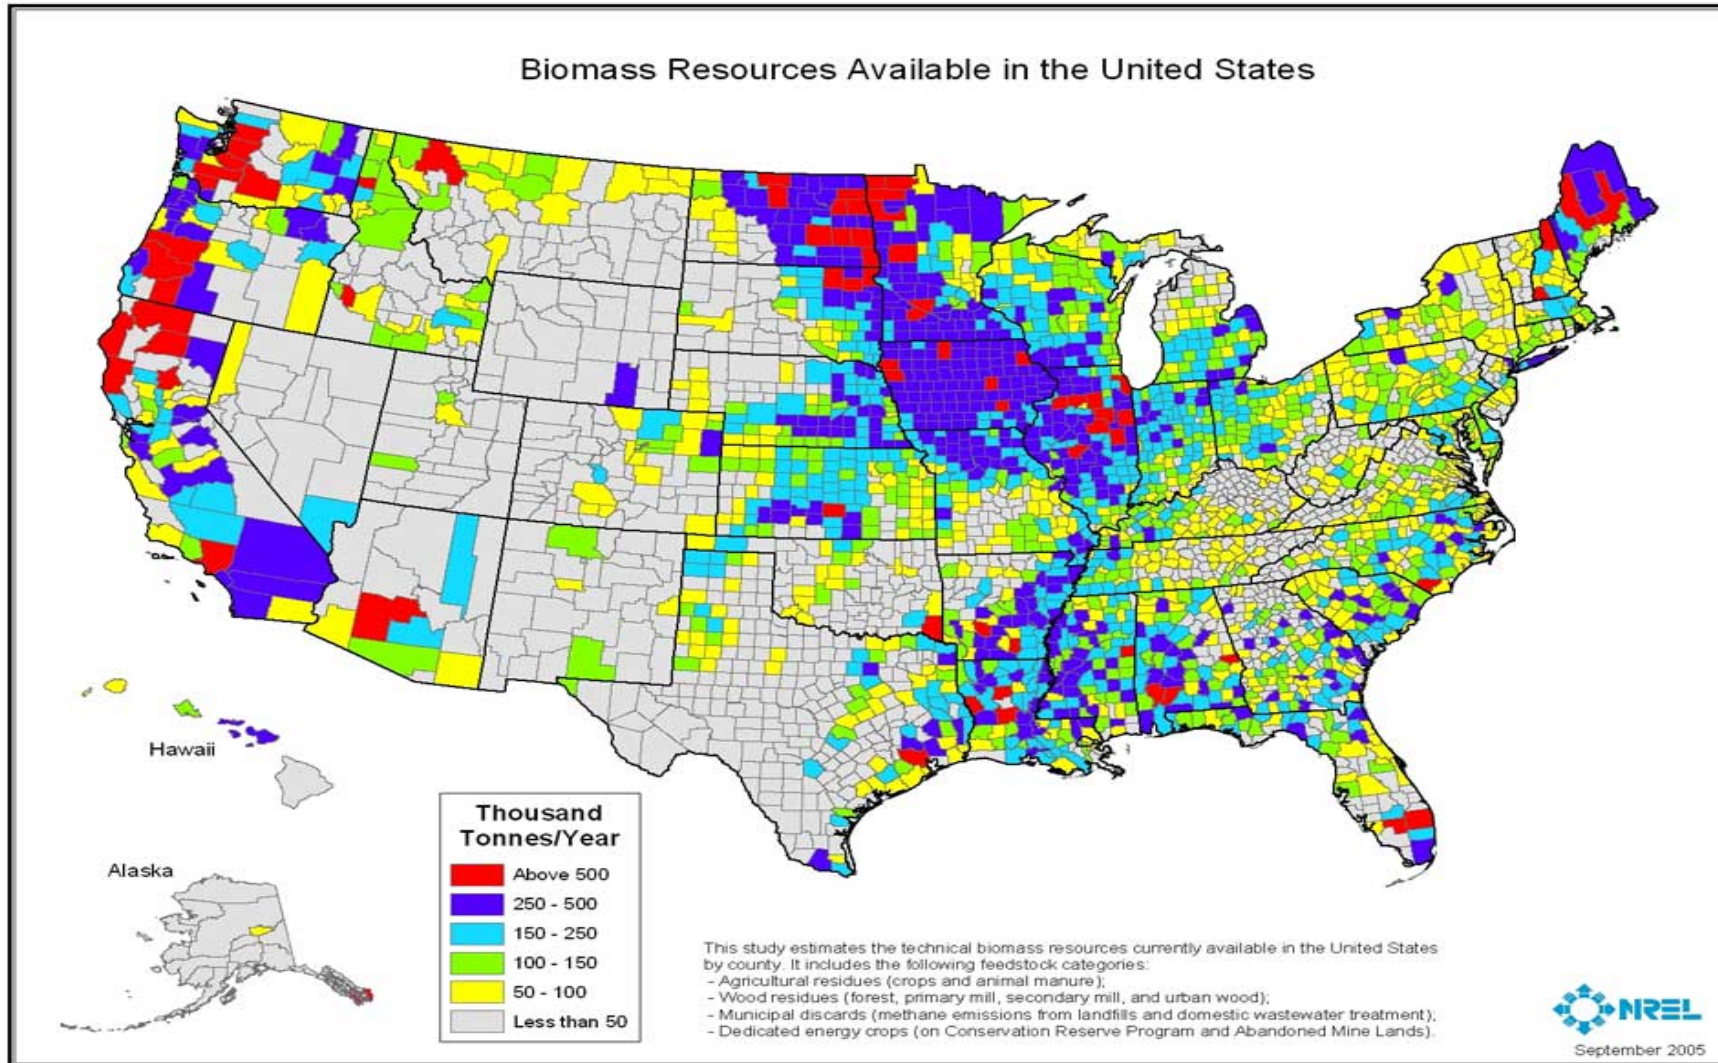 Biomass Resources Available in the United States
Hawaii
Alaska
Thousand
Tonnes/Year
Above 500
250 - 500
150 - 250
100 - 150
50 - 100
Less than 50
This study estimates the technical biomass resources currently available in the United States
by county. It includes the following feedstock categories:
- Agricultural residues (crops and animal manure);
- Wood residues (forest, primary mill, secondary mill, and urban wood);
- Municipal discards (methane emissions from landfills and domestic wastewater treatment);
- Dedicated energy crops (on Conservation Reserve Program and Abandoned Mine Lands).
NREL
September 2005